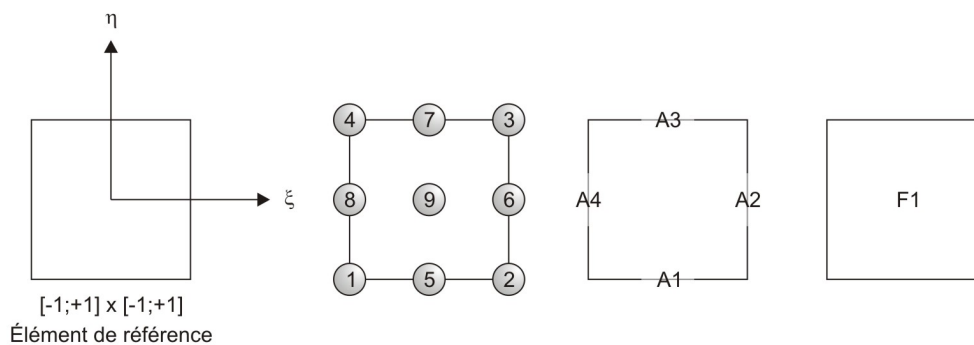 η
ξ
[-1;+1] x [-1;+1]
Élément de référence
4 7 3
8 9 6
1 5 2
A3
A4 A2
A1
F1